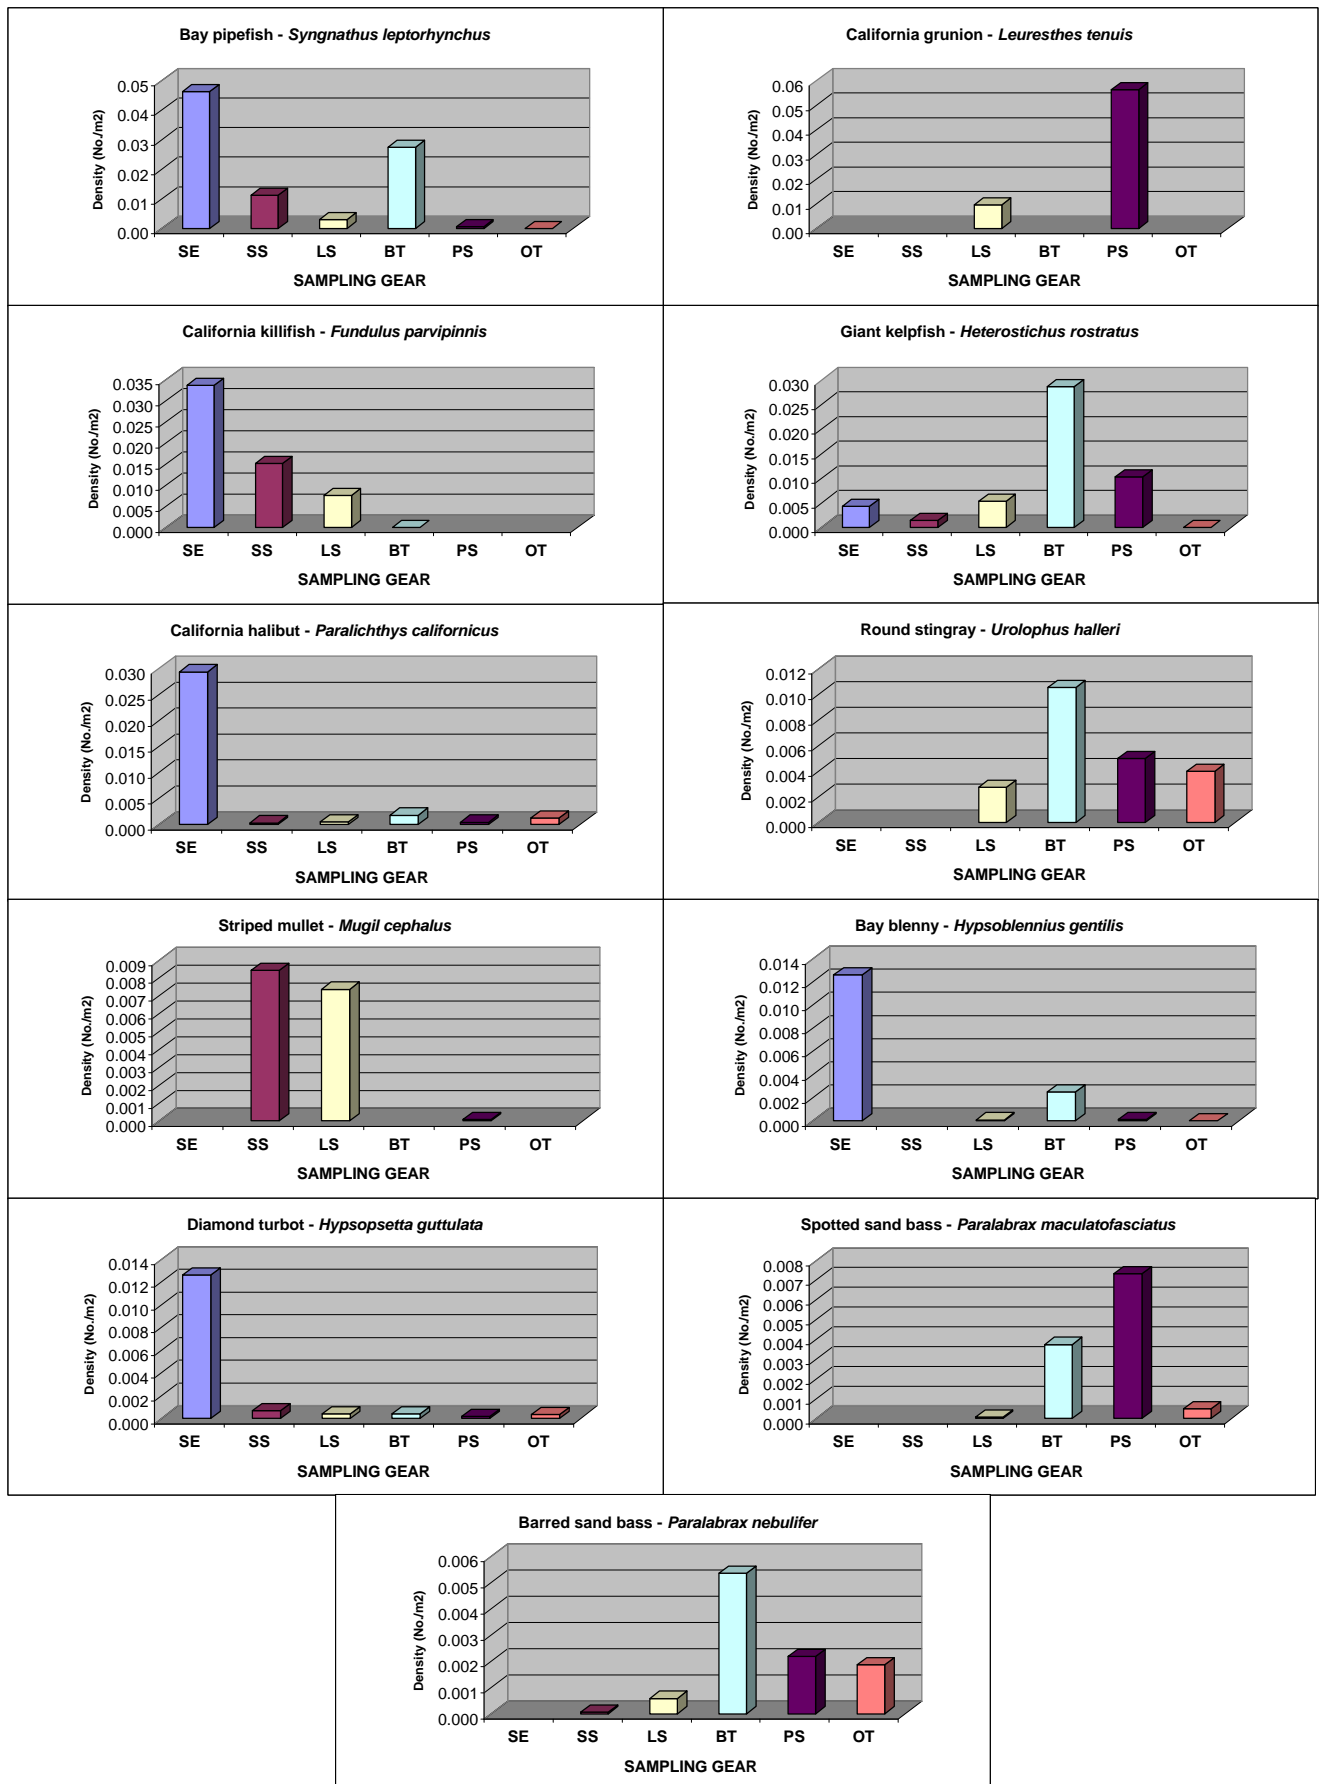 Bay pipefish - Syngnathus leptorhynchus
Density (No./m2)
0.05
0.04
0.03
0.02
0.01
0.00
SE SS LS BT PS OT
SAMPLING GEAR
California grunion - Leuresthes tenuis
Density (No./m2)
0.06
0.05
0.04
0.03
0.02
0.01
0.00
SE SS LS BT PS OT
SAMPLING GEAR
California killifish - Fundulus parvipinnis
Density (No./m2)
0.035
0.030
0.025
0.020
0.015
0.010
0.005
0.000
SE SS LS BT PS OT
SAMPLING GEAR
Giant kelpfish - Heterostichus rostratus
Density (No./m2)
0.030
0.025
0.020
0.015
0.010
0.005
0.000
SE SS LS BT PS OT
SAMPLING GEAR
California halibut - Paralichthys californicus
Density (No./m2)
0.030
0.025
0.020
0.015
0.010
0.005
0.000
SE SS LS BT PS OT
SAMPLING GEAR
Round stingray - Urolophus halleri
Density (No./m2)
0.012
0.010
0.008
0.006
0.004
0.002
0.000
SE SS LS BT PS OT
SAMPLING GEAR
Striped mullet - Mugil cephalus
Density (No./m2)
0.009
0.008
0.007
0.006
0.005
0.004
0.003
0.002
0.001
0.000
SE SS LS BT PS OT
SAMPLING GEAR
Bay blenny - Hypsoblennius gentilis
Density (No./m2)
0.014
0.012
0.010
0.008
0.006
0.004
0.002
0.000
SE SS LS BT PS OT
SAMPLING GEAR
Diamond turbot - Hypsopsetta guttulata
Density (No./m2)
0.014
0.012
0.010
0.008
0.006
0.004
0.002
0.000
SE SS LS BT PS OT
SAMPLING GEAR
Spotted sand bass - Paralabrax maculatofasciatus
Density (No./m2)
0.008
0.007
0.006
0.005
0.004
0.003
0.002
0.001
0.000
SE SS LS BT PS OT
SAMPLING GEAR
Barred sand bass - Paralabrax nebulifer
Density (No./m2)
0.006
0.005
0.004
0.003
0.002
0.001
0.000
SE SS LS BT PS OT
SAMPLING GEAR